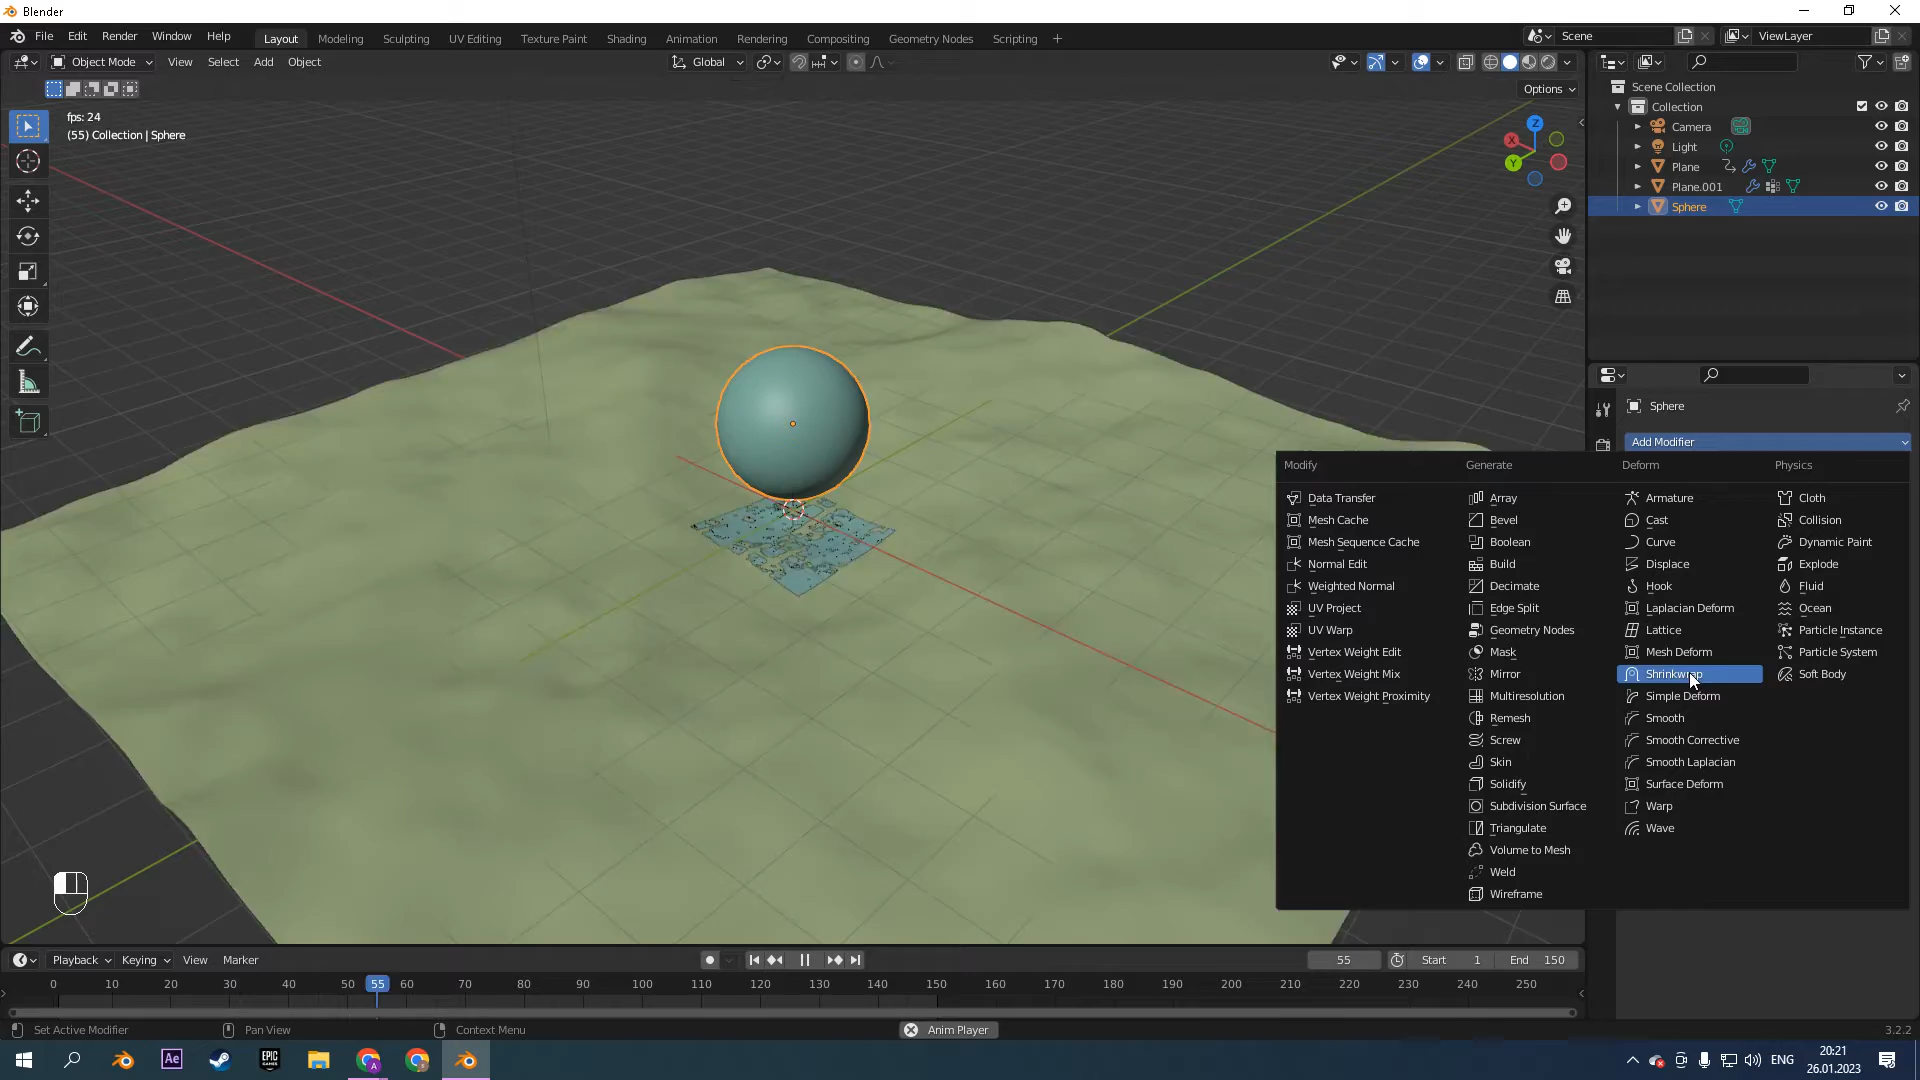 Blender
File Edit Render Window Help
Layout Modeling Sculpting UV Editing Texture Paint Shading Animation Rendering Compositing Geometry Nodes Scripting
Scene
ViewLayer
Object Mode View Select Add Object
Global
Options
fps: 24
(55) Collection | Sphere
Z
X
Y
Scene Collection
Collection
Camera
Light
Plane
Plane.001
Sphere
Sphere
Add Modifier
Modify Generate Deform Physics
Data Transfer Array Armature Cloth
Mesh Cache Bevel Cast Collision
Mesh Sequence Cache Boolean Curve Dynamic Paint
Normal Edit Build Displace Explode
Weighted Normal Decimate Hook Fluid
UV Project Edge Split Laplacian Deform Ocean
UV Warp Geometry Nodes Lattice Particle Instance
Vertex Weight Edit Mask Mesh Deform Particle System
Vertex Weight Mix Mirror Shrinkwrap Soft Body
Vertex Weight Proximity Multiresolution Simple Deform
Remesh Smooth
Screw Smooth Corrective
Skin Smooth Laplacian
Solidify Surface Deform
Subdivision Surface Warp
Triangulate Wave
Volume to Mesh
Weld
Wireframe
Playback Keying View Marker
55 Start 1 End 150
0 10 20 30 40 50 55 60 70 80 90 100 110 120 130 140 150 160 170 180 190 200 210 220 230 240 250
Set Active Modifier Pan View Context Menu Anim Player 3.2.2
Ae
EPIC GAMES
A
ENG
20:21
26.01.2023